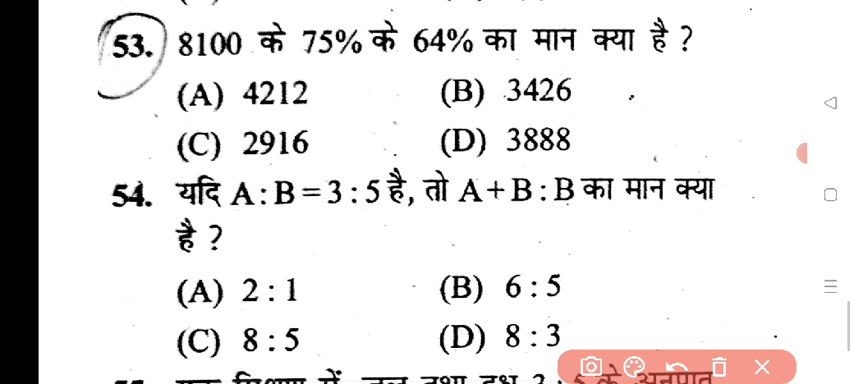 53. 8100 के 75% के 64% का मान क्या है ?
(A) 4212 (B) 3426
(C) 2916 (D) 3888
54. यदि A : B = 3 : 5 है, तो A + B : B का मान क्या
है ?
(A) 2 : 1 (B) 6 : 5
(C) 8 : 5 (D) 8 : 3